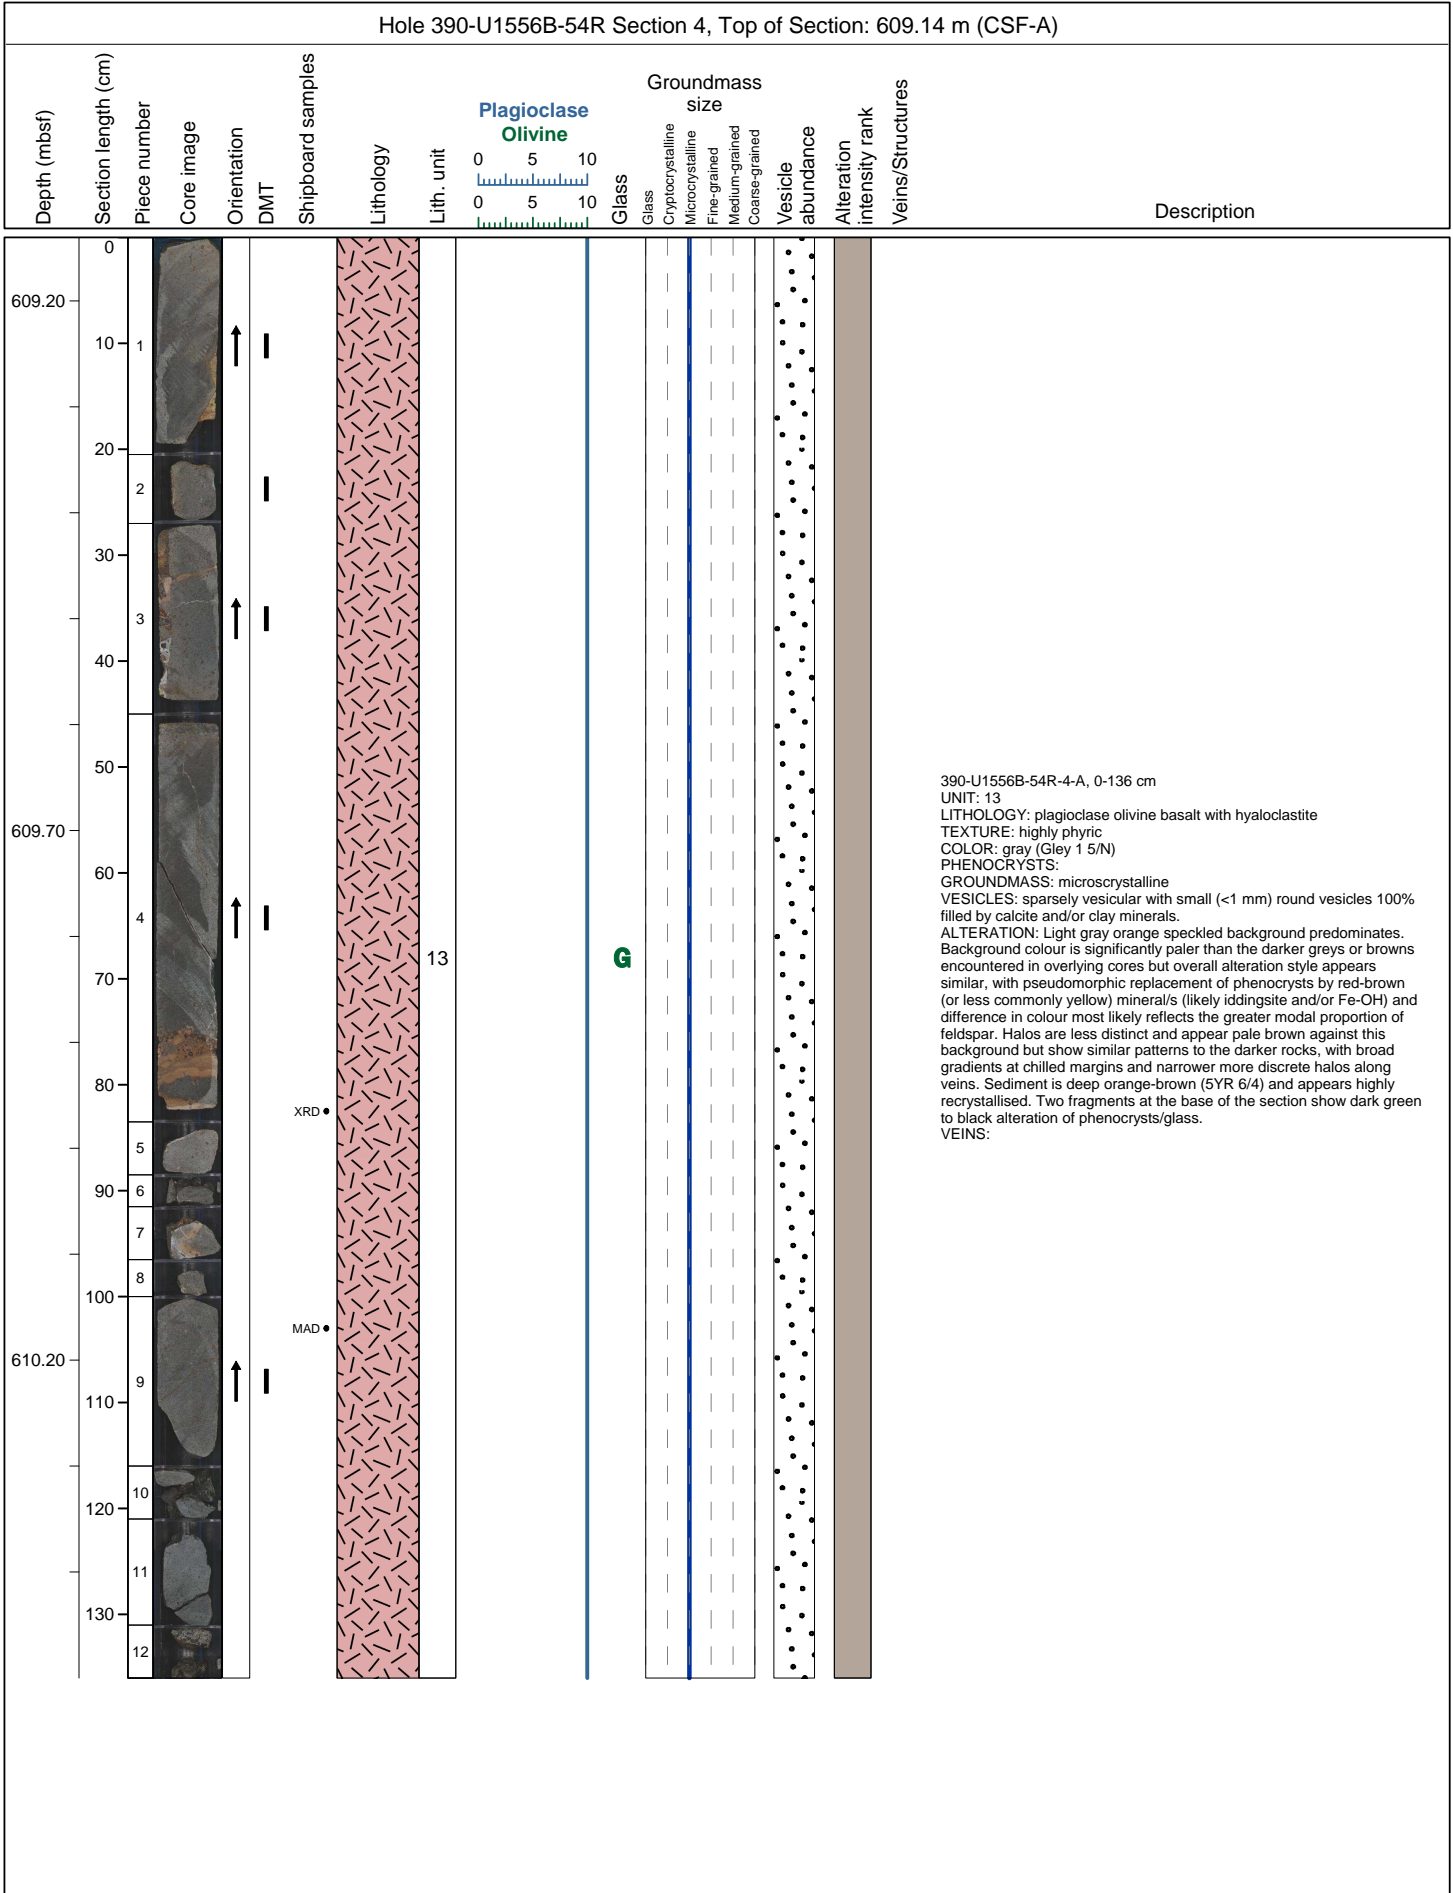 Hole 390-U1556B-54R Section 4, Top of Section: 609.14 m (CSF-A)
Depth (mbsf)
Section length (cm)
Piece number
Core image
Orientation
DMT
Shipboard samples
Lithology
Lith. unit
Plagioclase
Olivine
0 5 10
0 5 10
Glass
Groundmass
size
Glass
Cryptocrystalline
Microcrystalline
Fine-grained
Medium-grained
Coarse-grained
Vesicle
abundance
Alteration
intensity rank
Veins/Structures
Description
609.20
609.70
610.20
0
10
20
30
40
50
60
70
80
90
100
110
120
130
1
2
3
4
5
6
7
8
9
10
11
12
XRD
MAD
13
G
390-U1556B-54R-4-A, 0-136 cm
UNIT: 13
LITHOLOGY: plagioclase olivine basalt with hyaloclastite
TEXTURE: highly phyric
COLOR: gray (Gley 1 5/N)
PHENOCRYSTS:
GROUNDMASS: microscrystalline
VESICLES: sparsely vesicular with small (<1 mm) round vesicles 100%
filled by calcite and/or clay minerals.
ALTERATION: Light gray orange speckled background predominates.
Background colour is significantly paler than the darker greys or browns
encountered in overlying cores but overall alteration style appears
similar, with pseudomorphic replacement of phenocrysts by red-brown
(or less commonly yellow) mineral/s (likely iddingsite and/or Fe-OH) and
difference in colour most likely reflects the greater modal proportion of
feldspar. Halos are less distinct and appear pale brown against this
background but show similar patterns to the darker rocks, with broad
gradients at chilled margins and narrower more discrete halos along
veins. Sediment is deep orange-brown (5YR 6/4) and appears highly
recrystallised. Two fragments at the base of the section show dark green
to black alteration of phenocrysts/glass.
VEINS: